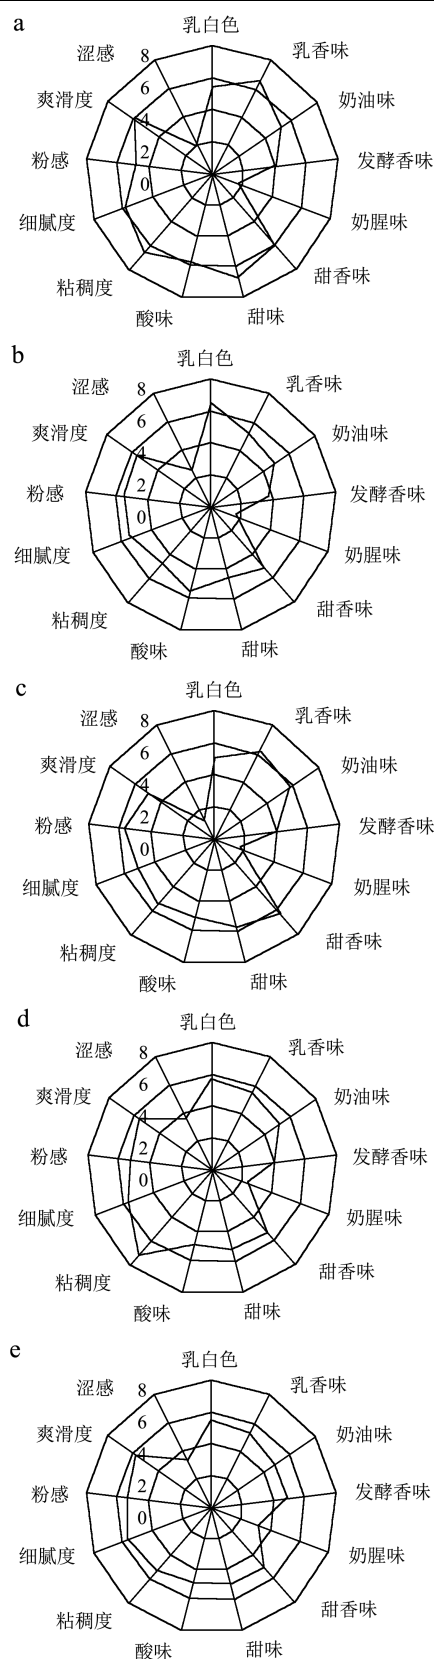 a
乳白色
涩感 8 乳香味
爽滑度 6 奶油味
4
粉感 2 发酵香味
0
细腻度 奶腥味
粘稠度 甜香味
酸味 甜味
b
乳白色
涩感 8 乳香味
爽滑度 6 奶油味
4
粉感 2 发酵香味
0
细腻度 奶腥味
粘稠度 甜香味
酸味 甜味
c
乳白色
涩感 8 乳香味
爽滑度 6 奶油味
4
粉感 2 发酵香味
0
细腻度 奶腥味
粘稠度 甜香味
酸味 甜味
d
乳白色
涩感 8 乳香味
爽滑度 6 奶油味
4
粉感 2 发酵香味
0
细腻度 奶腥味
粘稠度 甜香味
酸味 甜味
e
乳白色
涩感 8 乳香味
爽滑度 6 奶油味
4
粉感 2 发酵香味
0
细腻度 奶腥味
粘稠度 甜香味
酸味 甜味